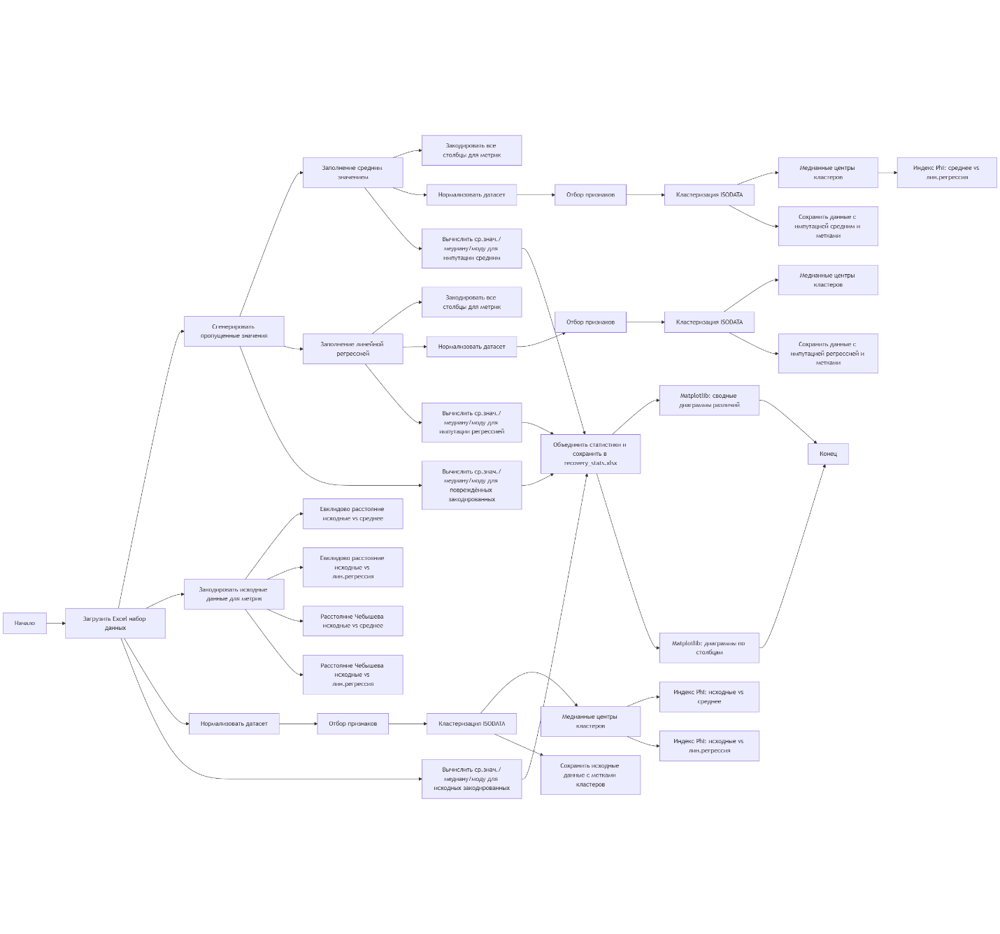 Закодировать все
столбцы для метрик
Заполнение средним
значением
Медианные центры
кластеров
Индекс Phi: среднее vs
лин.регрессия
Нормализовать датасет
Отбор признаков
Кластеризация ISODATA
Сохранить данные с
импутацией средним и
метками
Вычислить ср.знач./
медиану/моду для
импутации средним
Медианные центры
кластеров
Закодировать все
столбцы для метрик
Отбор признаков
Кластеризация ISODATA
Сгенерировать
пропущенные значения
Заполнение линейной
регрессией
Нормализовать датасет
Сохранить данные с
импутацией регрессией и
метками
Matplotlib: сводные
диаграммы различий
Вычислить ср.знач./
медиану/моду для
импутации регрессией
Объединить статистики и
сохранить в
recovery_stats.xlsx
Конец
Вычислить ср.знач./
медиану/моду для
повреждённых
закодированных
Евклидово расстояние
исходные vs среднее
Евклидово расстояние
исходные vs
лин.регрессия
Закодировать исходные
данные для метрик
Начало
Загрузить Excel набор
данных
Расстояние Чебышева
исходные vs среднее
Matplotlib: диаграммы по
столбцам
Расстояние Чебышева
исходные vs
лин.регрессия
Индекс Phi: исходные vs
среднее
Нормализовать датасет
Отбор признаков
Кластеризация ISODATA
Медианные центры
кластеров
Индекс Phi: исходные vs
лин.регрессия
Вычислить ср.знач./
медиану/моду для
исходных закодированных
Сохранить исходные
данные с метками
кластеров